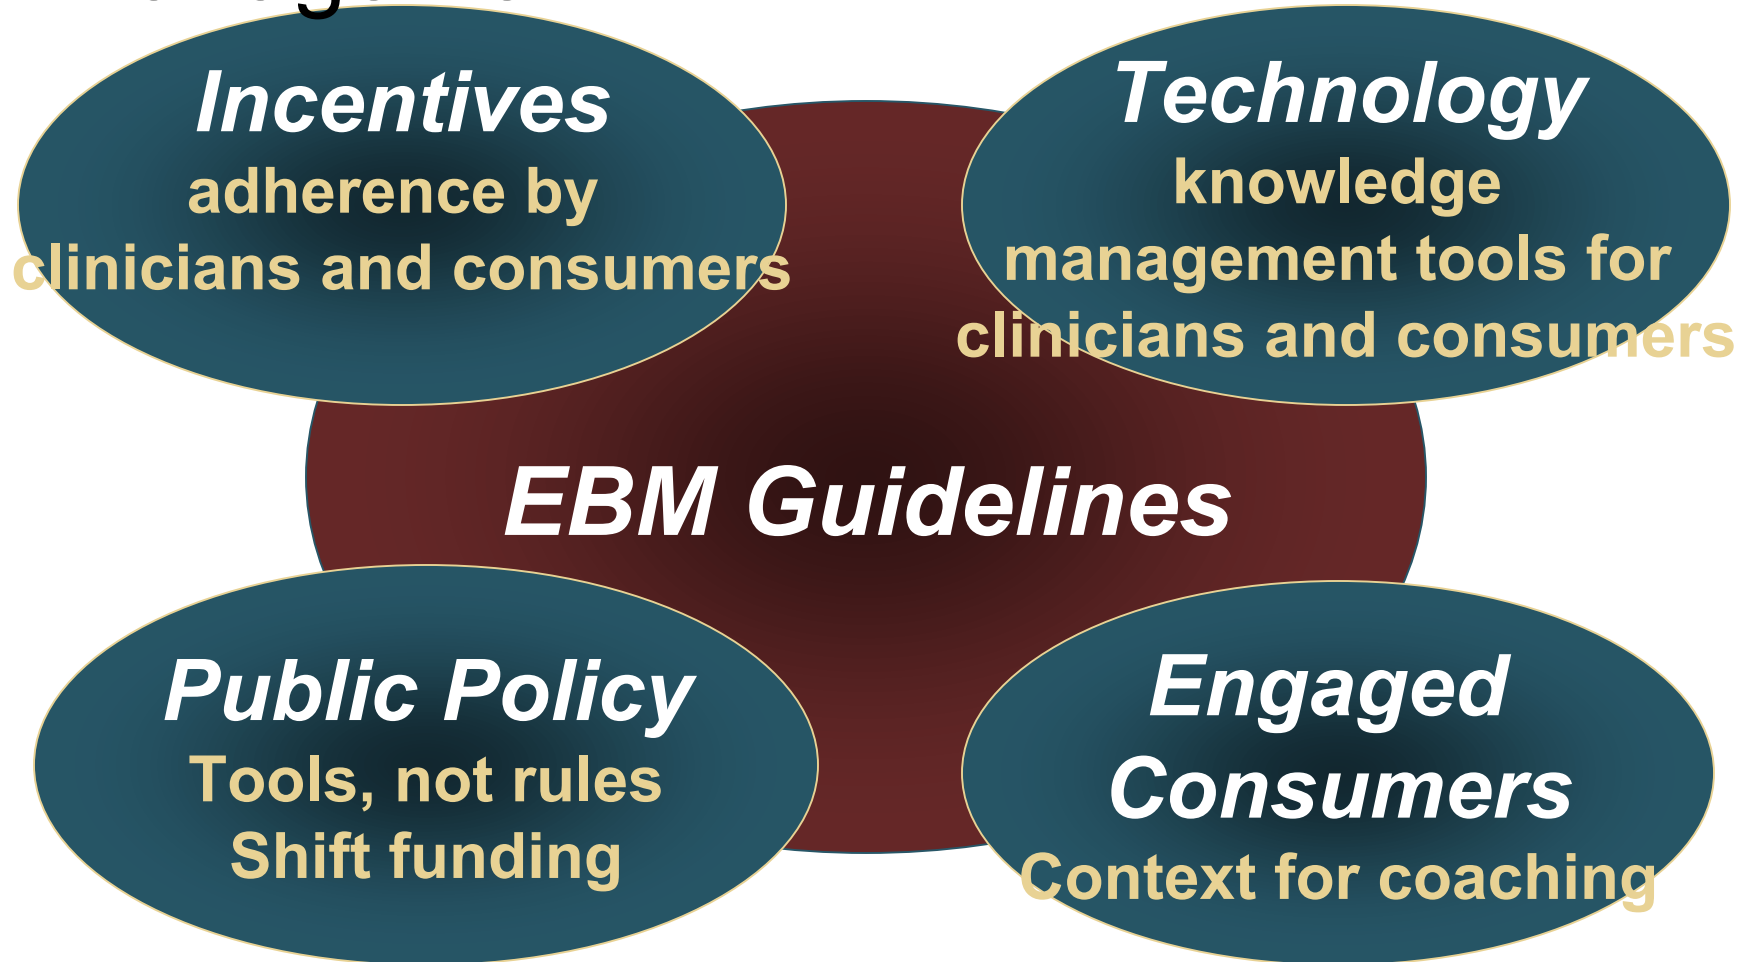 Incentives
adherence by
clinicians and consumers
Technology
knowledge
management tools for
clinicians and consumers
EBM Guidelines
Public Policy
Tools, not rules
Shift funding
Engaged
Consumers
Context for coaching